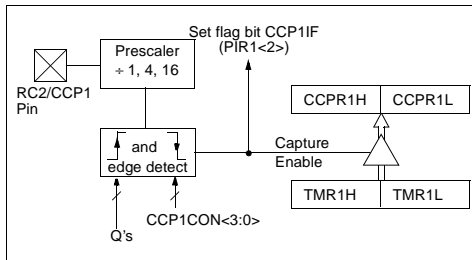 Set flag bit CCP1IF
(PIR1<2>)
Prescaler
÷ 1, 4, 16
RC2/CCP1
Pin
CCPR1H
CCPR1L
and
edge detect
Capture
Enable
TMR1H
TMR1L
CCP1CON<3:0>
Q's